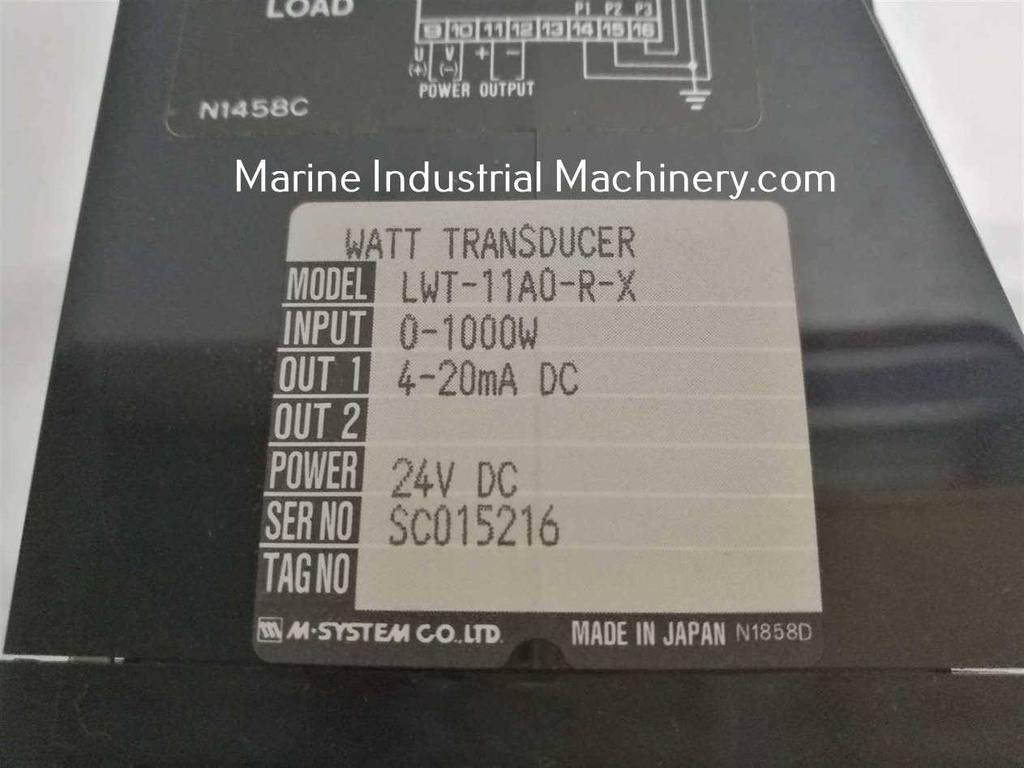 LOAD
P1 P2 P3
9 10 11 12 13 14 15 16
U V + −
(+) (−)
POWER OUTPUT
N1458C
Marine Industrial Machinery.com
WATT TRANSDUCER
MODEL LWT-11A0-R-X
INPUT 0-1000W
OUT 1 4-20mA DC
OUT 2
POWER 24V DC
SER NO SC015216
TAG NO
M-SYSTEM CO.,LTD. MADE IN JAPAN N1858D